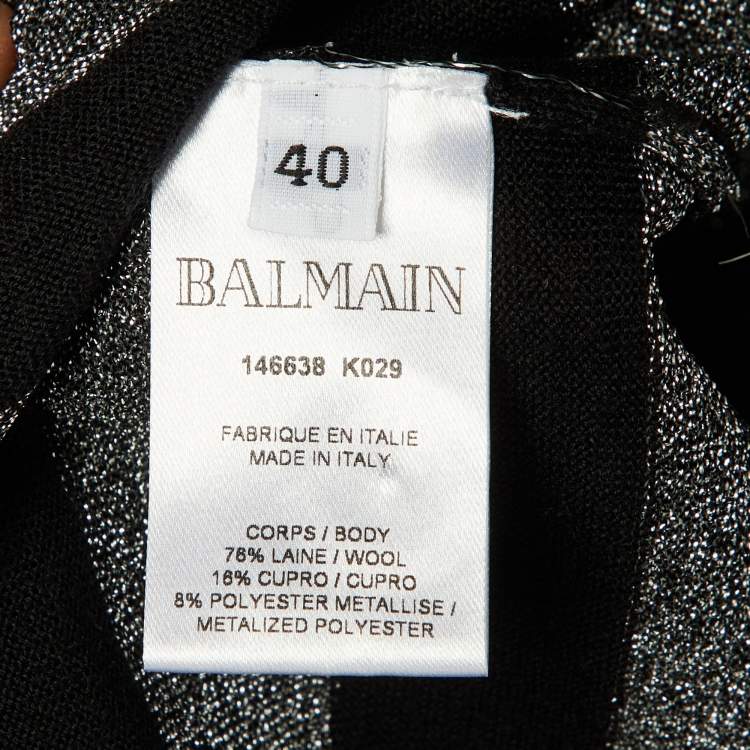 40
BALMAIN
146638 K029
FABRIQUE EN ITALIE
MADE IN ITALY
CORPS / BODY
76% LAINE / WOOL
16% CUPRO / CUPRO
8% POLYESTER METALLISE /
METALIZED POLYESTER